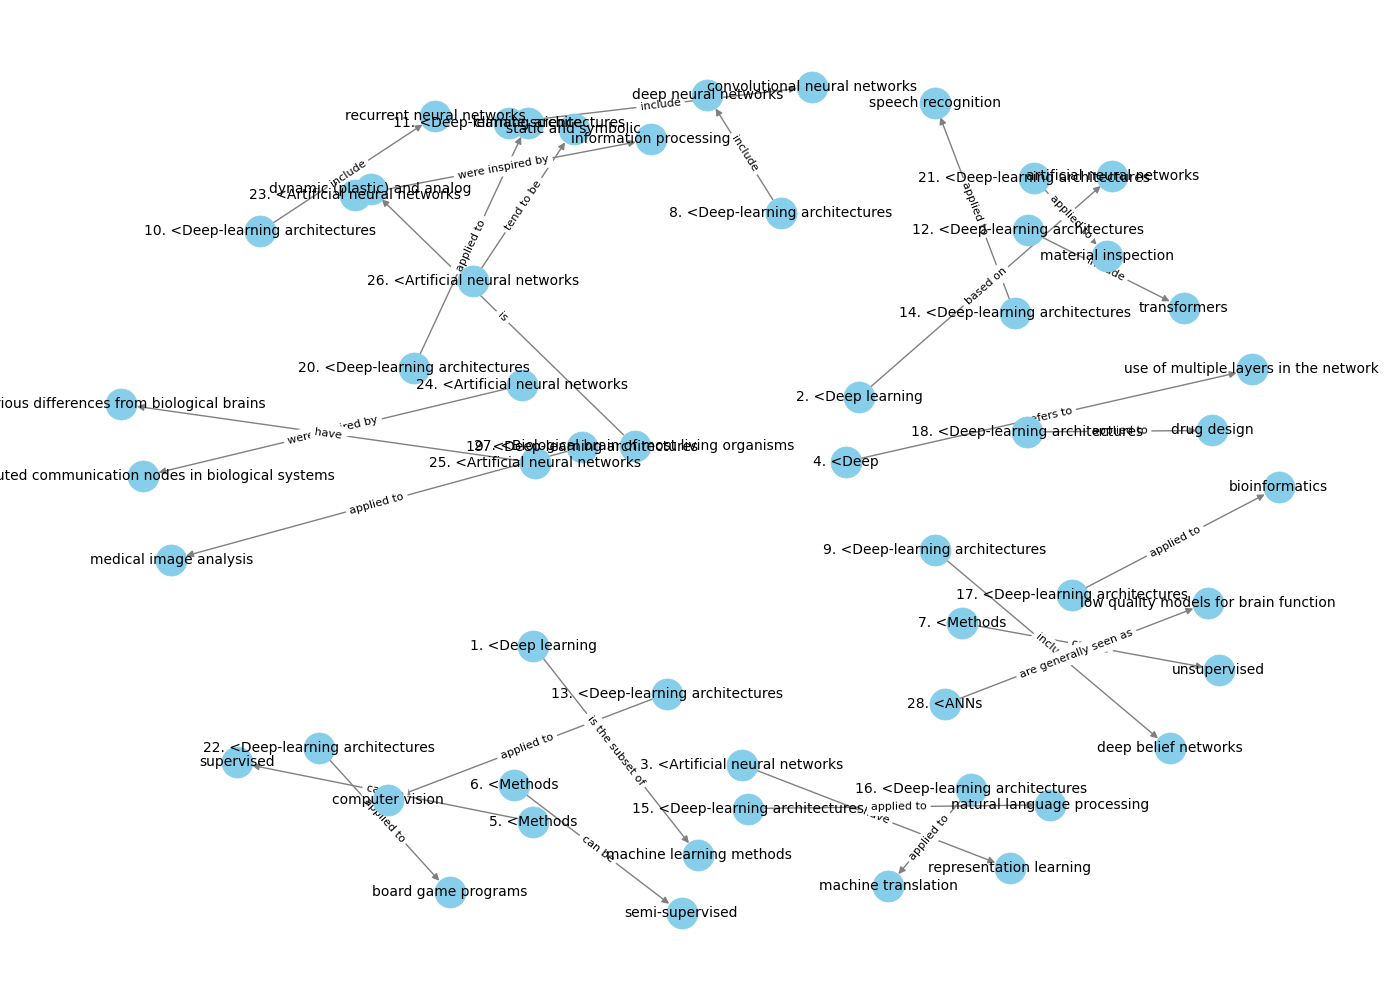 convolutional neural networks
deep neural networks
speech recognition
include
recurrent neural networks
11. <Deep-learning architectures
climate science
static and symbolic
information processing
include
were inspired by
include
dynamic (plastic) and analog
23. <Artificial neural networks
tend to be
21. <Deep-learning architectures
artificial neural networks
applied to
applied to
8. <Deep-learning architectures
10. <Deep-learning architectures
12. <Deep-learning architectures
applied to
material inspection
include
26. <Artificial neural networks
based on
is
14. <Deep-learning architectures
transformers
20. <Deep-learning architectures
use of multiple layers in the network
24. <Artificial neural networks
2. <Deep learning
rious differences from biological brains
were inspired by
have
refers to
18. <Deep-learning architectures
applied to
drug design
19. <Deep-learning architectures
27. <Biological brain of most living organisms
25. <Artificial neural networks
4. <Deep
uted communication nodes in biological systems
bioinformatics
applied to
medical image analysis
applied to
9. <Deep-learning architectures
17. <Deep-learning architectures
low quality models for brain function
7. <Methods
include
are generally seen as
1. <Deep learning
unsupervised
13. <Deep-learning architectures
28. <ANNs
is the subset of
applied to
22. <Deep-learning architectures
supervised
deep belief networks
3. <Artificial neural networks
6. <Methods
16. <Deep-learning architectures
computer vision
15. <Deep-learning architectures
applied to
natural language processing
have
5. <Methods
applied to
can be
applied to
machine learning methods
representation learning
machine translation
board game programs
semi-supervised